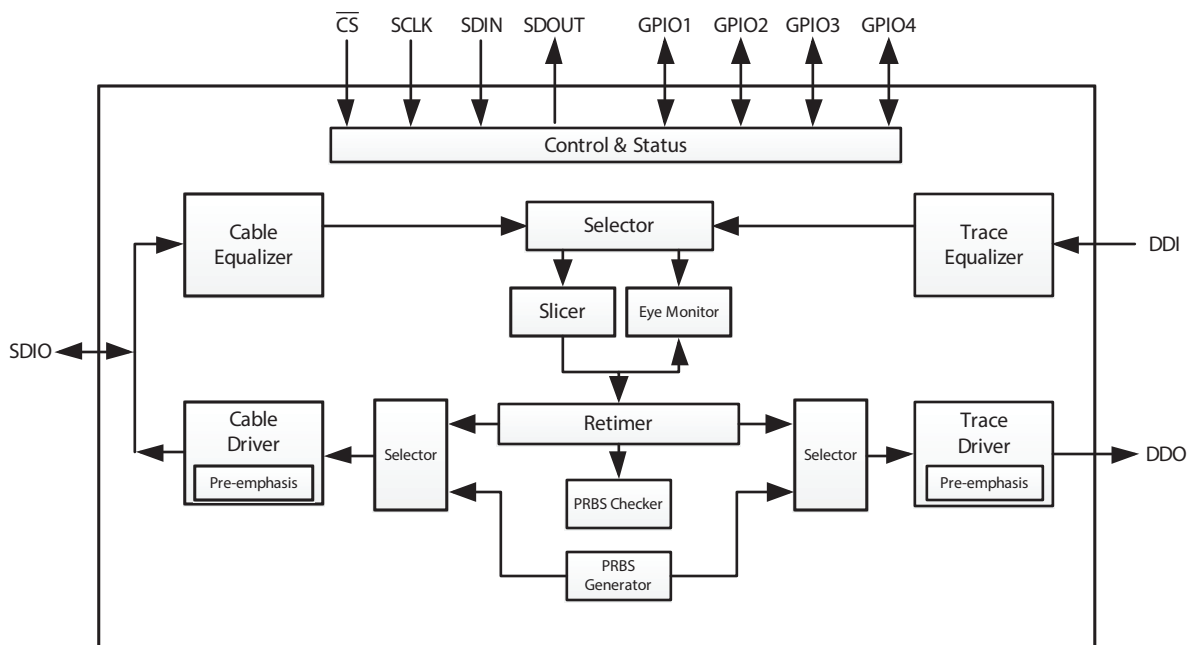 C̅S̅ SCLK SDIN SDOUT GPIO1 GPIO2 GPIO3 GPIO4
Control & Status
Cable
Equalizer
Selector
Trace
Equalizer
DDI
Slicer
Eye Monitor
SDIO
Cable
Driver
Pre-emphasis
Selector
Retimer
Selector
Trace
Driver
Pre-emphasis
DDO
PRBS Checker
PRBS
Generator